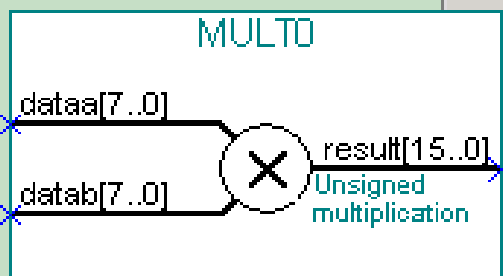 MULT0
dataa[7..0]
result[15..0]
datab[7..0]
Unsigned
multiplication